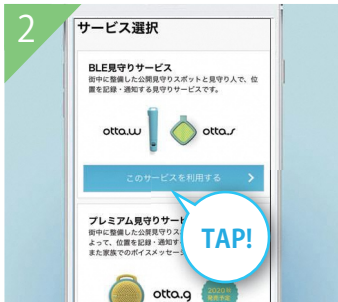 2
サービス選択
BLE見守りサービス
街中に整備した公開見守りスポットと見守り人で、位
置を記録・通知する見守りサービスです。
otta.w
otta.r
このサービスを利用する
プレミアム見守りサー
街中に整備した公開見守りス
よって、位置を記録・通知す
また家族でのボイスメッセー
TAP!
otta.g
2020年
発売予定